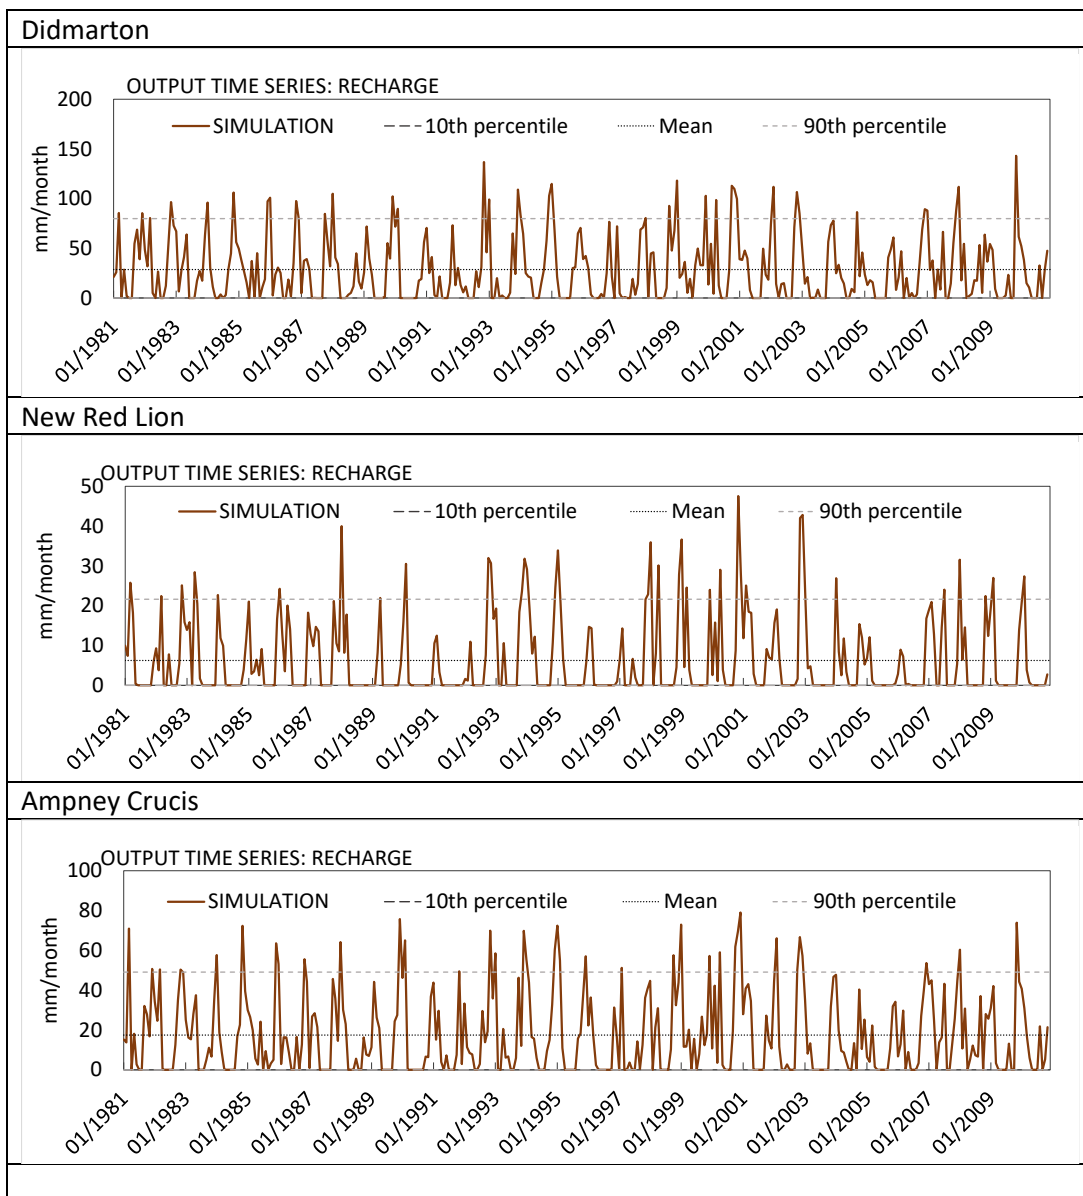 Didmarton
OUTPUT TIME SERIES: RECHARGE
mm/month
200
150
100
50
0
SIMULATION 10th percentile Mean 90th percentile
01/1981 01/1983 01/1985 01/1987 01/1989 01/1991 01/1993 01/1995 01/1997 01/1999 01/2001 01/2003 01/2005 01/2007 01/2009
New Red Lion
OUTPUT TIME SERIES: RECHARGE
mm/month
50
40
30
20
10
0
SIMULATION 10th percentile Mean 90th percentile
01/1981 01/1983 01/1985 01/1987 01/1989 01/1991 01/1993 01/1995 01/1997 01/1999 01/2001 01/2003 01/2005 01/2007 01/2009
Ampney Crucis
OUTPUT TIME SERIES: RECHARGE
mm/month
100
80
60
40
20
0
SIMULATION 10th percentile Mean 90th percentile
01/1981 01/1983 01/1985 01/1987 01/1989 01/1991 01/1993 01/1995 01/1997 01/1999 01/2001 01/2003 01/2005 01/2007 01/2009